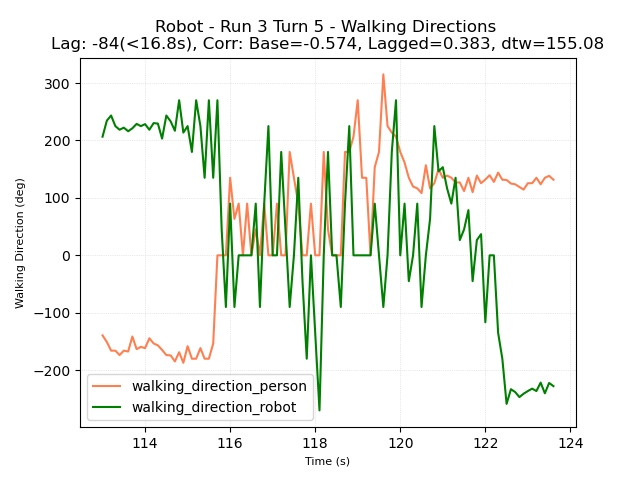 Robot - Run 3 Turn 5 - Walking Directions
Lag: -84(<16.8s), Corr: Base=-0.574, Lagged=0.383, dtw=155.08
Walking Direction (deg)
300
200
100
0
−100
−200
walking_direction_person
walking_direction_robot
114
116
118
120
122
124
Time (s)